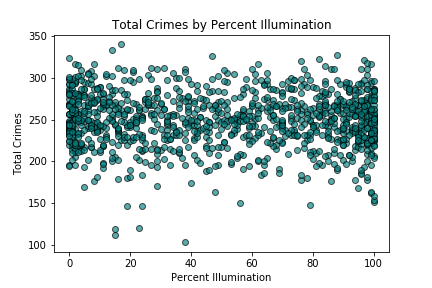 Total Crimes by Percent Illumination
350
300
250
200
150
100
Total Crimes
0 20 40 60 80 100
Percent Illumination